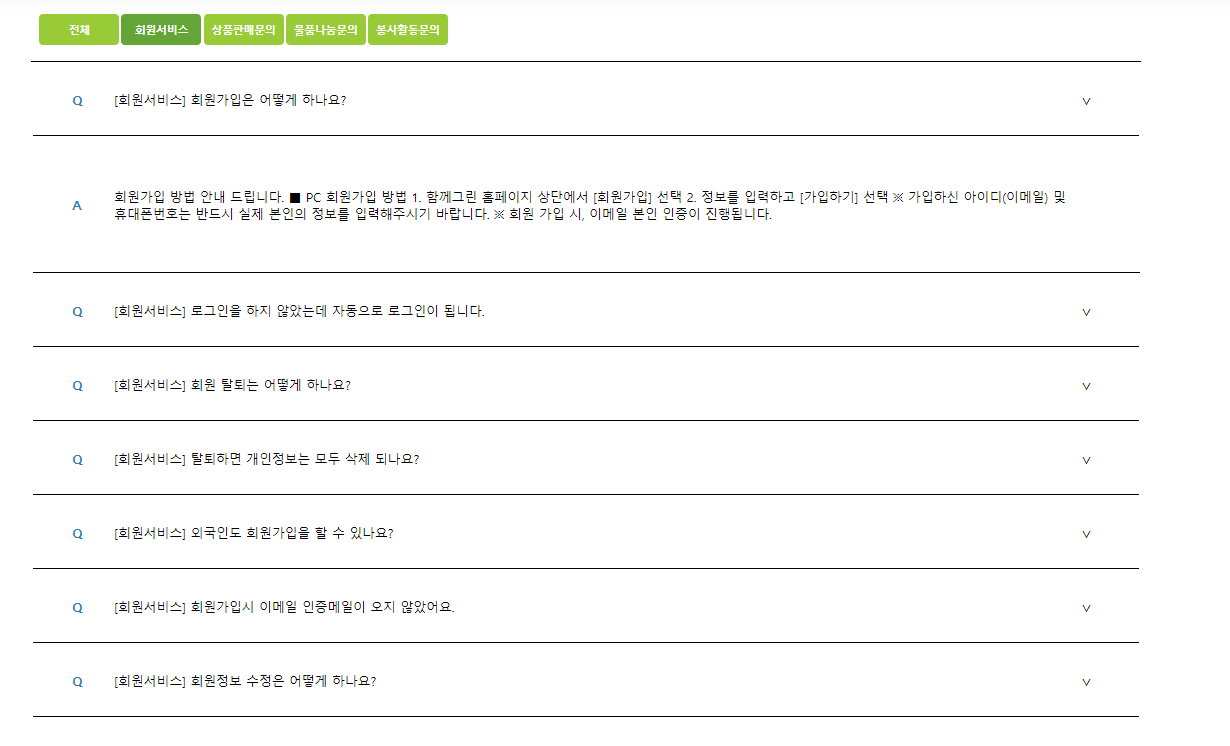 전체 회원서비스 상품판매문의 물품나눔문의 봉사활동문의
Q [회원서비스] 회원가입은 어떻게 하나요? ∨
A 회원가입 방법 안내 드립니다. ■ PC 회원가입 방법 1. 함께그린 홈페이지 상단에서 [회원가입] 선택 2. 정보를 입력하고 [가입하기] 선택 ※ 가입하신 아이디(이메일) 및
휴대폰번호는 반드시 실제 본인의 정보를 입력해주시기 바랍니다. ※ 회원 가입 시, 이메일 본인 인증이 진행됩니다.
Q [회원서비스] 로그인을 하지 않았는데 자동으로 로그인이 됩니다. ∨
Q [회원서비스] 회원 탈퇴는 어떻게 하나요? ∨
Q [회원서비스] 탈퇴하면 개인정보는 모두 삭제 되나요? ∨
Q [회원서비스] 외국인도 회원가입을 할 수 있나요? ∨
Q [회원서비스] 회원가입시 이메일 인증메일이 오지 않았어요. ∨
Q [회원서비스] 회원정보 수정은 어떻게 하나요? ∨